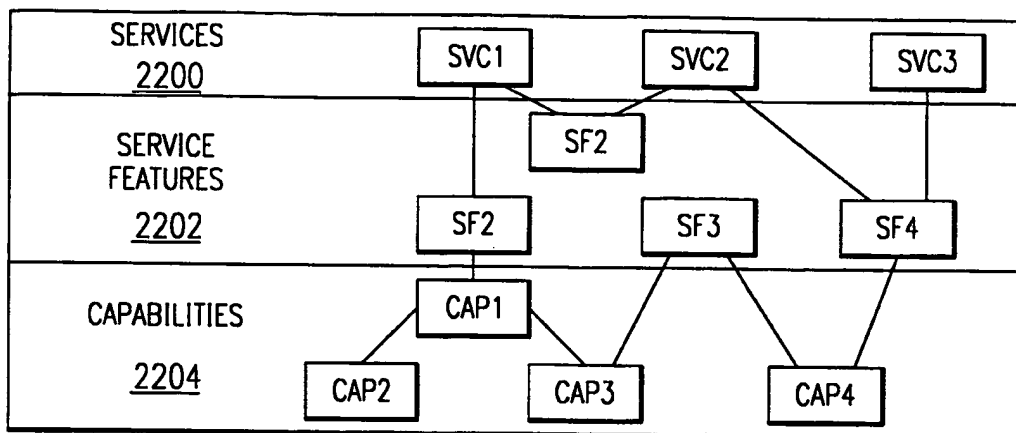 SERVICES
2200
SVC1
SVC2
SVC3
SERVICE
FEATURES
2202
SF2
SF2
SF3
SF4
CAPABILITIES
2204
CAP1
CAP2
CAP3
CAP4